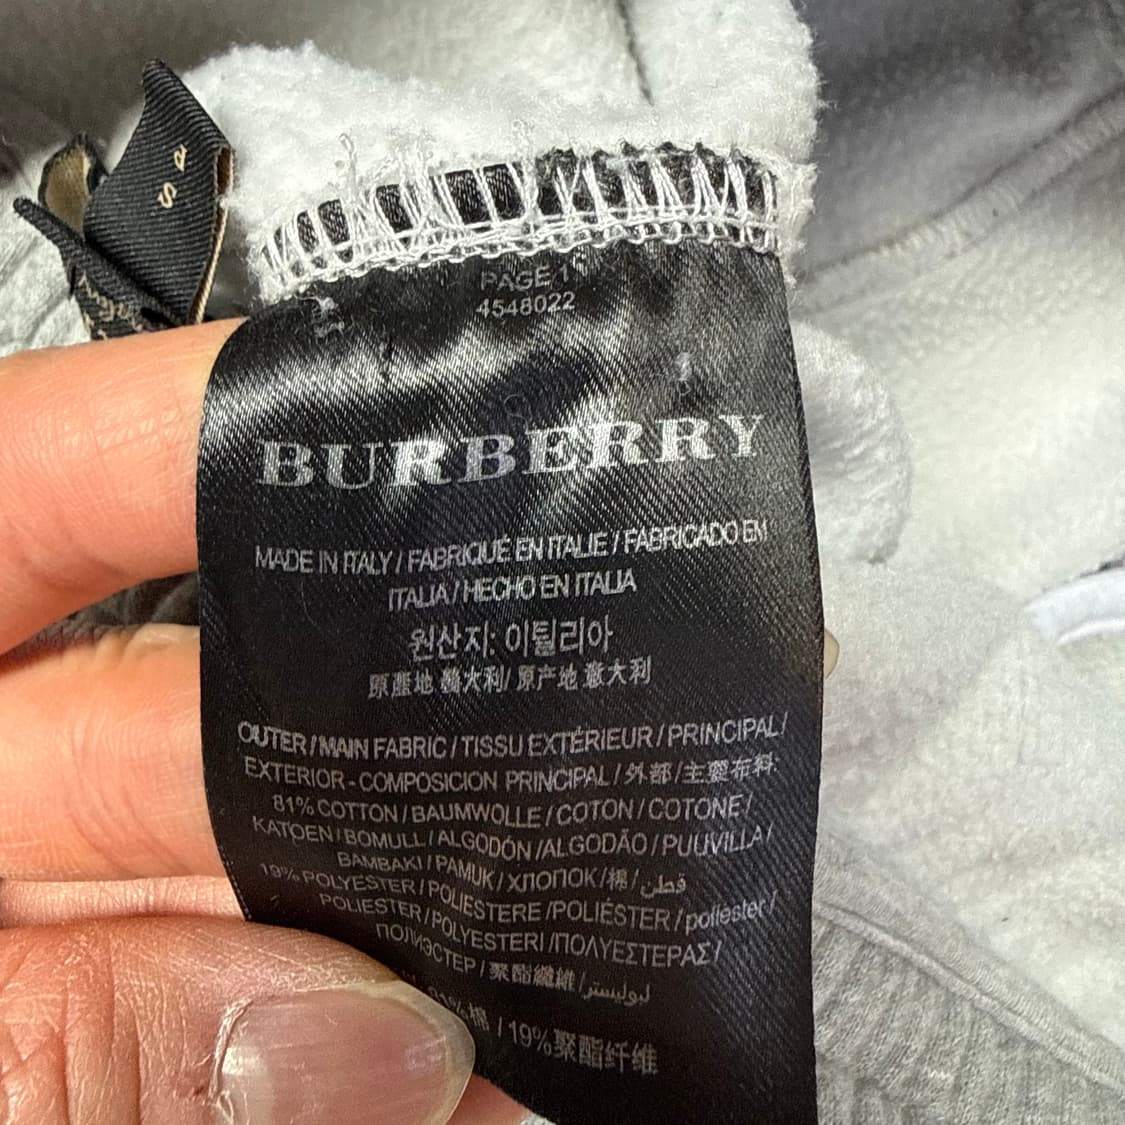 S
PAGE 1
4548022
BURBERRY
MADE IN ITALY / FABRIQUÉ EN ITALIE / FABRICADO EM
ITALIA / HECHO EN ITALIA
원산지: 이틸리아
原產地 義大利/ 原产地 意大利
OUTER / MAIN FABRIC / TISSU EXTÉRIEUR / PRINCIPAL /
EXTERIOR - COMPOSICION PRINCIPAL / 外部 / 主要布料:
81% COTTON / BAUMWOLLE / COTON / COTONE /
KATOEN / BOMULL / ALGODÓN / ALGODÃO / PUUVILLA /
BAMBAKI / PAMUK / ХЛОПОК / 棉 / قطن
19% POLYESTER / POLIESTERE / POLIÉSTER / poliester /
POLIESTER / POLYESTERI / ΠΟΛΥΕΣΤΕΡΑΣ /
ПОЛИЭСТЕР / 聚酯纖維 / ليوليستر
81%棉 / 19%聚酯纤维